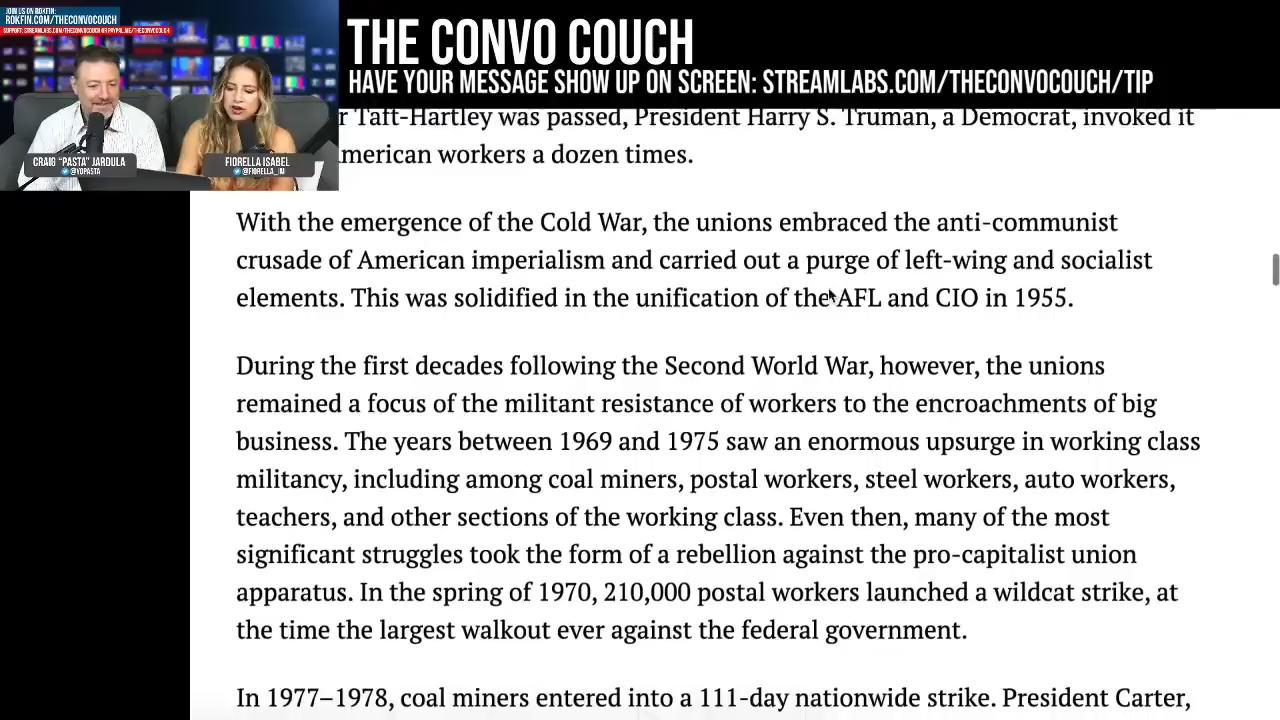 JOIN US ON ROKFIN:
ROKFIN.COM/THECONVOCOUCH
SUPPORT: STREAMLABS.COM/THECONVOCOUCH OR PAYPAL.ME/THECONVOCOUCH
CRAIG "PASTA" JARDULA
@YOPASTA
FIORELLA ISABEL
@FIORELLA_IM
THE CONVO COUCH
HAVE YOUR MESSAGE SHOW UP ON SCREEN: STREAMLABS.COM/THECONVOCOUCH/TIP
r Taft-Hartley was passed, President Harry S. Truman, a Democrat, invoked it
merican workers a dozen times.
With the emergence of the Cold War, the unions embraced the anti-communist
crusade of American imperialism and carried out a purge of left-wing and socialist
elements. This was solidified in the unification of the AFL and CIO in 1955.
During the first decades following the Second World War, however, the unions
remained a focus of the militant resistance of workers to the encroachments of big
business. The years between 1969 and 1975 saw an enormous upsurge in working class
militancy, including among coal miners, postal workers, steel workers, auto workers,
teachers, and other sections of the working class. Even then, many of the most
significant struggles took the form of a rebellion against the pro-capitalist union
apparatus. In the spring of 1970, 210,000 postal workers launched a wildcat strike, at
the time the largest walkout ever against the federal government.
In 1977–1978, coal miners entered into a 111-day nationwide strike. President Carter,